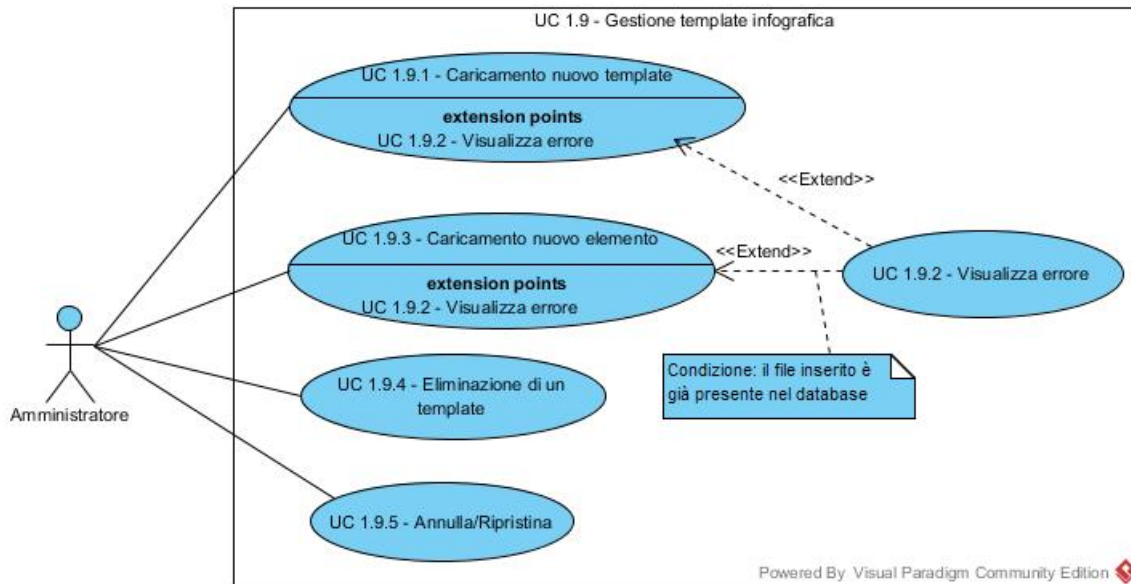 UC 1.9 - Gestione template infografica
UC 1.9.1 - Caricamento nuovo template
extension points
UC 1.9.2 - Visualizza errore
<<Extend>>
UC 1.9.3 - Caricamento nuovo elemento
extension points
UC 1.9.2 - Visualizza errore
<<Extend>>
UC 1.9.2 - Visualizza errore
Condizione: il file inserito è
già presente nel database
UC 1.9.4 - Eliminazione di un
template
Amministratore
UC 1.9.5 - Annulla/Ripristina
Powered By Visual Paradigm Community Edition